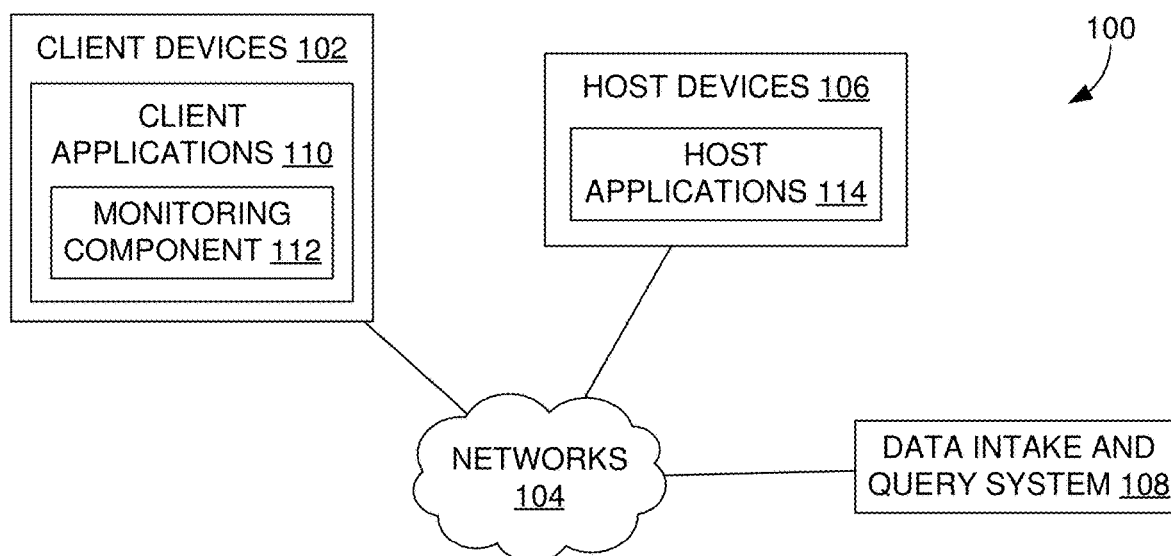 CLIENT DEVICES 102
CLIENT
APPLICATIONS 110
MONITORING
COMPONENT 112
HOST DEVICES 106
HOST
APPLICATIONS 114
100
NETWORKS
104
DATA INTAKE AND
QUERY SYSTEM 108